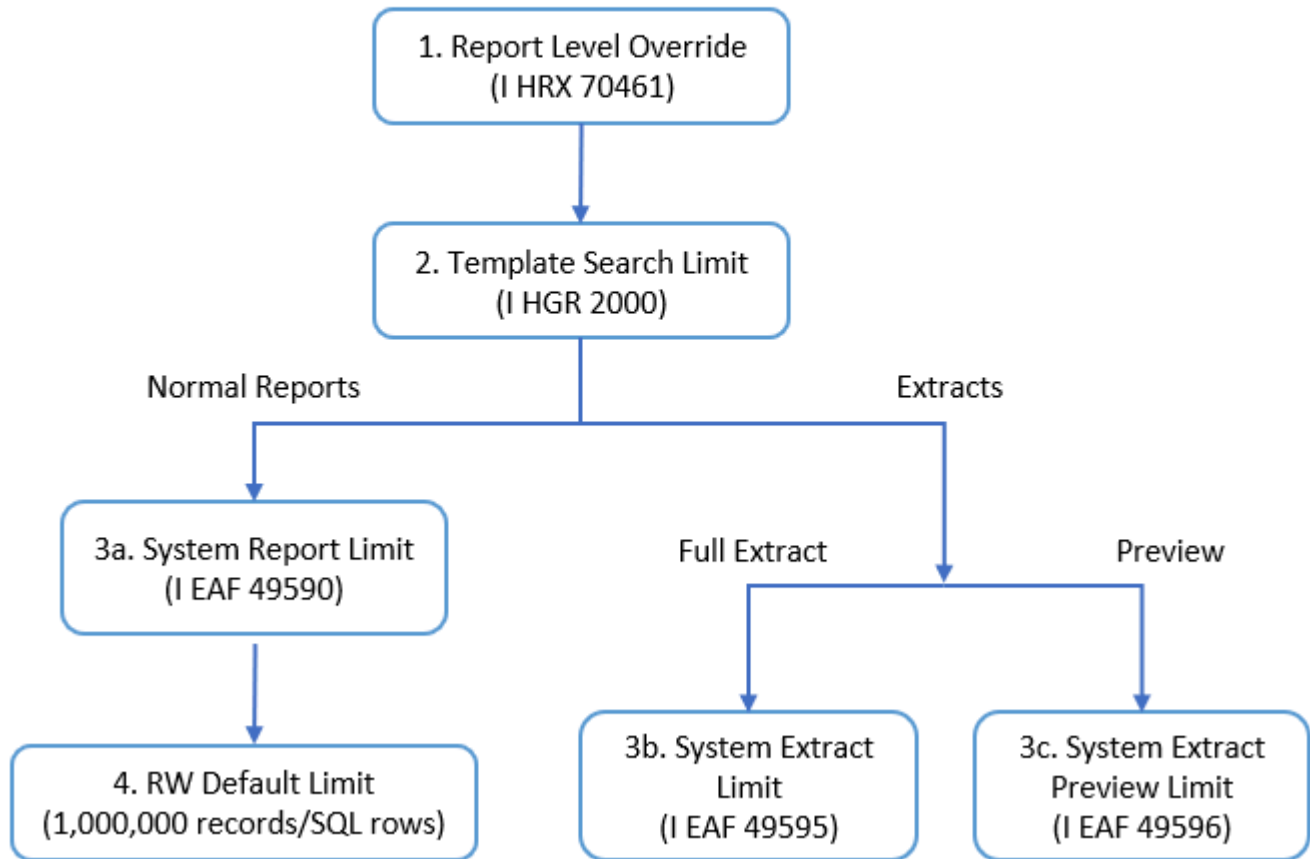 1. Report Level Override
(I HRX 70461)
2. Template Search Limit
(I HGR 2000)
Normal Reports
Extracts
3a. System Report Limit
(I EAF 49590)
Full Extract
Preview
4. RW Default Limit
(1,000,000 records/SQL rows)
3b. System Extract
Limit
(I EAF 49595)
3c. System Extract
Preview Limit
(I EAF 49596)